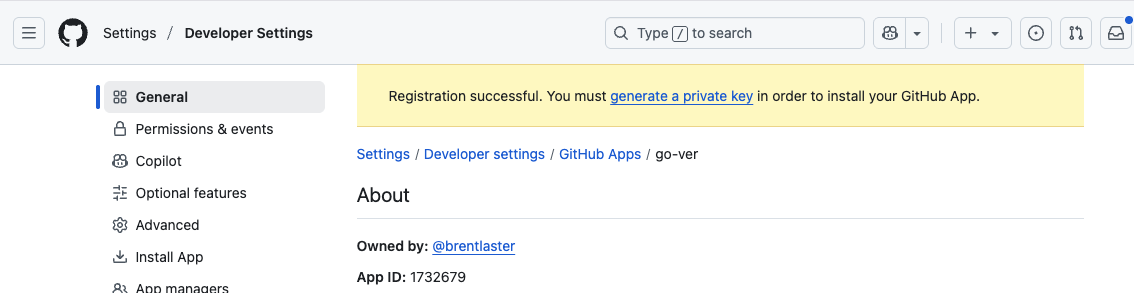 Settings / Developer Settings
Type / to search
General
Permissions & events
Copilot
Optional features
Advanced
Install App
App managers
Registration successful. You must generate a private key in order to install your GitHub App.
Settings / Developer settings / GitHub Apps / go-ver
About
Owned by: @brentlaster
App ID: 1732679